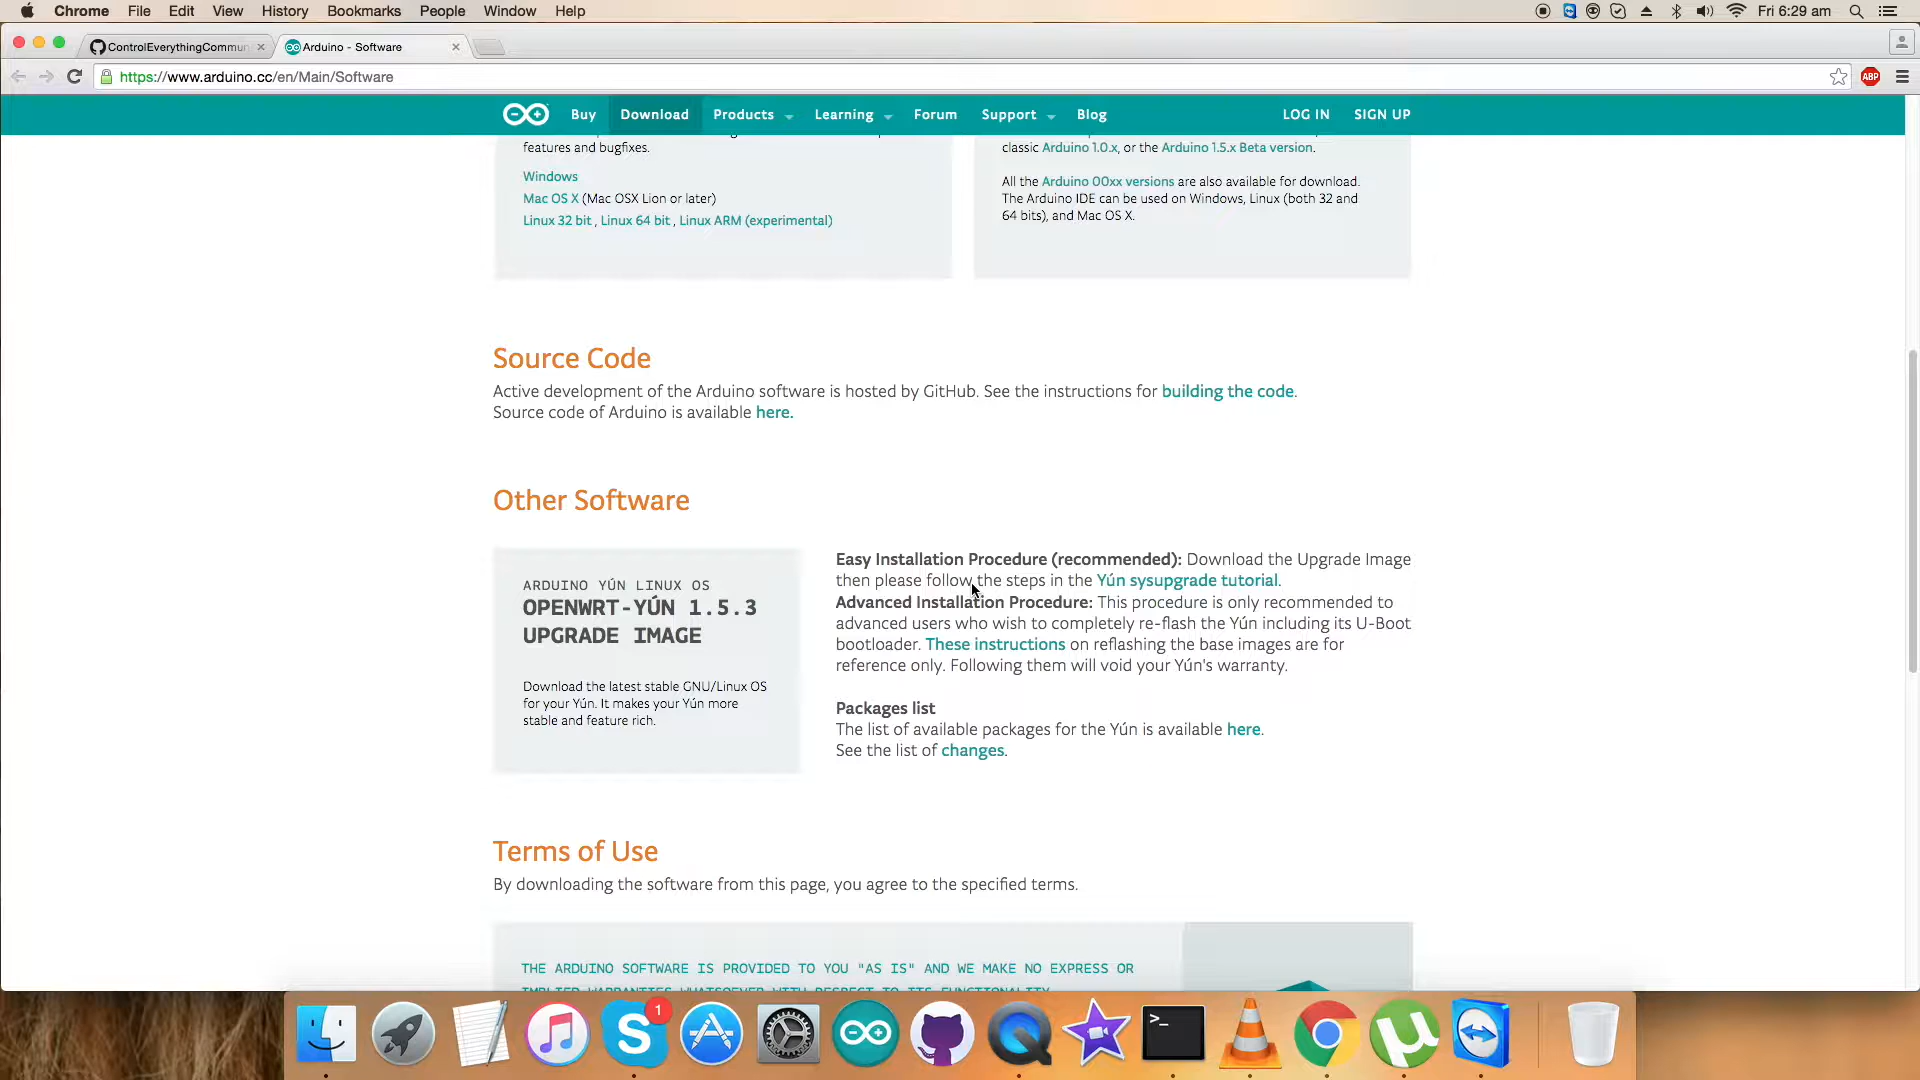 Chrome File Edit View History Bookmarks People Window Help Fri 6:29 am
ControlEverythingCommun Arduino - Software
https://www.arduino.cc/en/Main/Software ABP
Buy Download Products Learning Forum Support Blog LOG IN SIGN UP
features and bugfixes.
Windows
Mac OS X (Mac OSX Lion or later)
Linux 32 bit , Linux 64 bit , Linux ARM (experimental)
classic Arduino 1.0.x, or the Arduino 1.5.x Beta version.
All the Arduino 00xx versions are also available for download.
The Arduino IDE can be used on Windows, Linux (both 32 and
64 bits), and Mac OS X.
Source Code
Active development of the Arduino software is hosted by GitHub. See the instructions for building the code.
Source code of Arduino is available here.
Other Software
ARDUINO YÚN LINUX OS
OPENWRT-YÚN 1.5.3
UPGRADE IMAGE
Download the latest stable GNU/Linux OS
for your Yún. It makes your Yún more
stable and feature rich.
Easy Installation Procedure (recommended): Download the Upgrade Image
then please follow the steps in the Yún sysupgrade tutorial.
Advanced Installation Procedure: This procedure is only recommended to
advanced users who wish to completely re-flash the Yún including its U-Boot
bootloader. These instructions on reflashing the base images are for
reference only. Following them will void your Yún's warranty.
Packages list
The list of available packages for the Yún is available here.
See the list of changes.
Terms of Use
By downloading the software from this page, you agree to the specified terms.
THE ARDUINO SOFTWARE IS PROVIDED TO YOU "AS IS" AND WE MAKE NO EXPRESS OR
IMPLIED WARRANTIES WHATSOEVER WITH RESPECT TO ITS FUNCTIONALITY
1